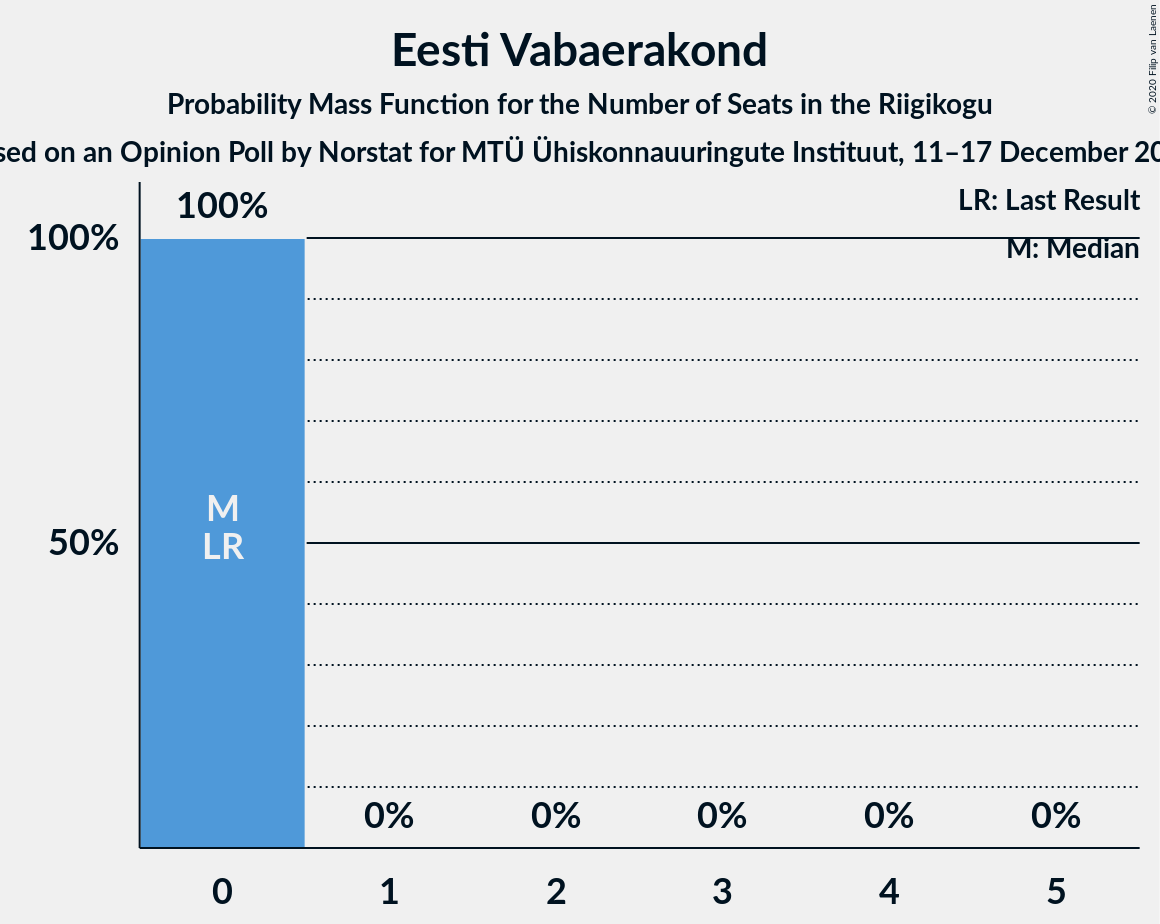 Eesti Vabaerakond
Probability Mass Function for the Number of Seats in the Riigikogu
on an Opinion Poll by Norstat for MTÜ Ühiskonnauuringute Instituut, 11–17 December
© 2020 Filip van Laenen
LR: Last Result
M: Median
100%
100%
50%
M
LR
0% 0% 0% 0% 0%
0 1 2 3 4 5